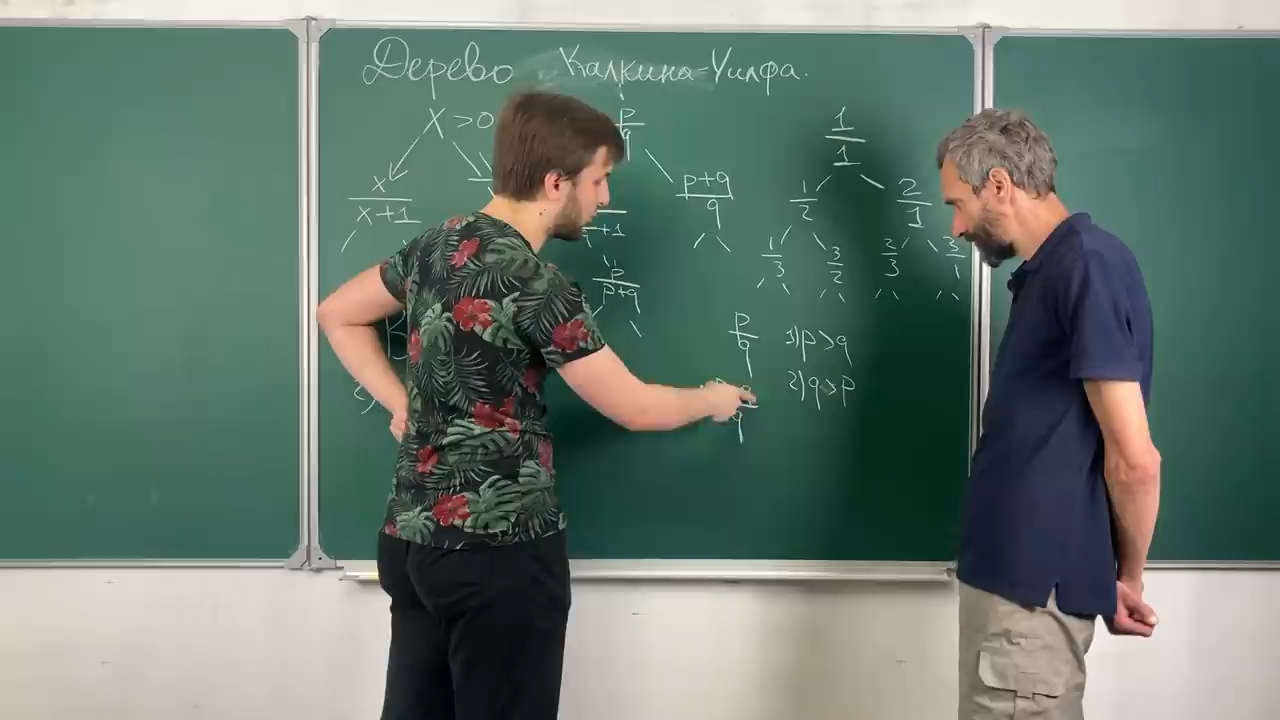 Дерево Калкина-Уилфа.
X > 0
x/(x+1)
p/q
p/(p+q)
(p+q)/q
1/1
1/2 2/1
1/3 3/2 2/3 3/1
p/q 1) p > q
2) q > p